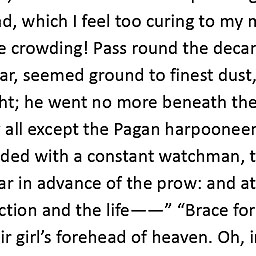 d, which I feel too curing to my
e crowding! Pass round the
ar, seemed ground to finest dust,
ht; he went no more beneath the
all except the Pagan harpooneer
ded with a constant watchman,
ar in advance of the prow: and at
ction and the life——” “Brace for
ir girl’s forehead of heaven. Oh,